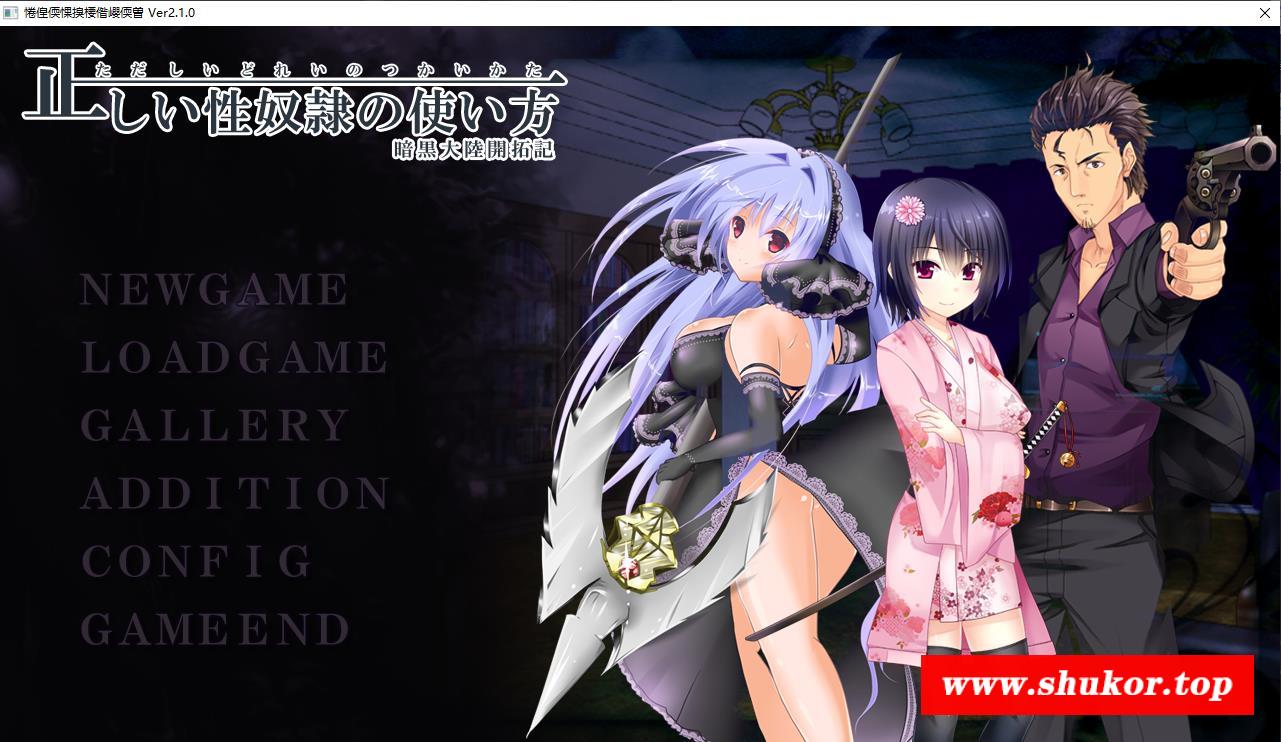 Ver2.1.0
ただしいどれいのつかいかた
正しい性奴隷の使い方
暗黒大陸開拓記
NEWGAME
LOADGAME
GALLERY
ADDITION
CONFIG
GAMEEND
www.shukor.top